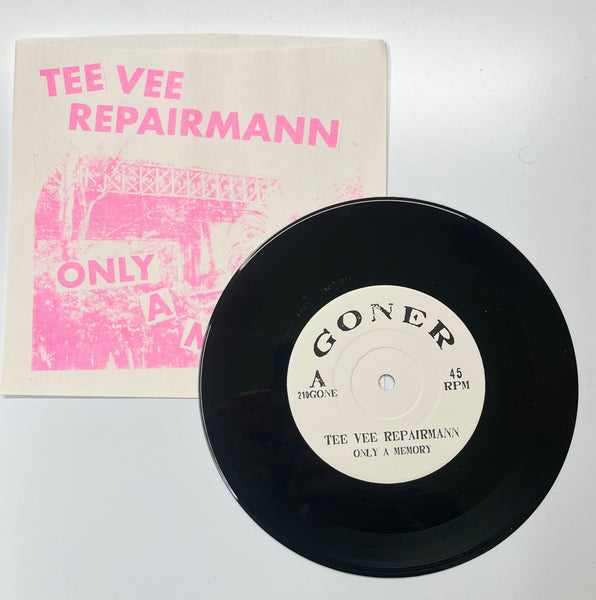 TEE VEE
REPAIRMANN
ONLY
A
GONER
A
210GONE
45
RPM
TEE VEE REPAIRMANN
ONLY A MEMORY